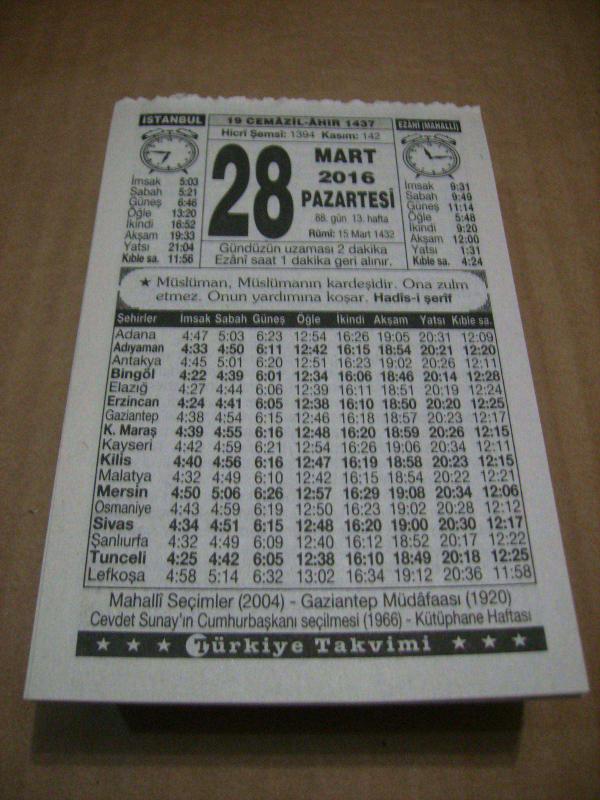 İSTANBUL
19 CEMÂZİL-ÂHIR 1437
EZÂNİ (MAHALLİ)
Hicrî Şemsî: 1394 Kasım: 142
28
MART
2016
PAZARTESİ
88. gün 13. hafta
Rûmî: 15 Mart 1432
İmsak 5:03
Sabah 5:21
Güneş 6:46
Öğle 13:20
İkindi 16:52
Akşam 19:33
Yatsı 21:04
Kıble sa. 11:56
İmsak 9:31
Sabah 9:49
Güneş 11:14
Öğle 5:48
İkindi 9:20
Akşam 12:00
Yatsı 1:31
Kıble sa. 4:24
Gündüzün uzaması 2 dakika
Ezânî saat 1 dakika geri alınır.
★ Müslüman, Müslümanın kardeşidir. Ona zulm
etmez. Onun yardımına koşar. Hadîs-i şerîf
Şehirler İmsak Sabah Güneş Öğle İkindi Akşam Yatsı Kıble sa.
Adana 4:47 5:03 6:23 12:54 16:26 19:05 20:31 12:09
Adıyaman 4:33 4:50 6:11 12:42 16:15 18:54 20:21 12:20
Antakya 4:45 5:01 6:20 12:51 16:23 19:02 20:26 12:11
Bingöl 4:22 4:39 6:01 12:34 16:06 18:46 20:14 12:28
Elazığ 4:27 4:44 6:06 12:39 16:11 18:51 20:19 12:24
Erzincan 4:24 4:41 6:05 12:38 16:10 18:50 20:20 12:25
Gaziantep 4:38 4:54 6:15 12:46 16:18 18:57 20:23 12:17
K. Maraş 4:39 4:55 6:16 12:48 16:20 18:59 20:26 12:15
Kayseri 4:42 4:59 6:21 12:54 16:26 19:06 20:34 12:11
Kilis 4:40 4:56 6:16 12:47 16:19 18:58 20:23 12:15
Malatya 4:32 4:49 6:10 12:42 16:15 18:54 20:22 12:21
Mersin 4:50 5:06 6:26 12:57 16:29 19:08 20:34 12:06
Osmaniye 4:43 4:59 6:19 12:50 16:23 19:02 20:28 12:12
Sivas 4:34 4:51 6:15 12:48 16:20 19:00 20:30 12:17
Şanlıurfa 4:32 4:49 6:09 12:40 16:12 18:52 20:17 12:22
Tunceli 4:25 4:42 6:05 12:38 16:10 18:49 20:18 12:25
Lefkoşa 4:58 5:14 6:32 13:02 16:34 19:12 20:36 11:58
Mahallî Seçimler (2004) - Gaziantep Müdâfaası (1920)
Cevdet Sunay'ın Cumhurbaşkanı seçilmesi (1966) - Kütüphane Haftası
★ ★ ★ Türkiye Takvimi ★ ★ ★